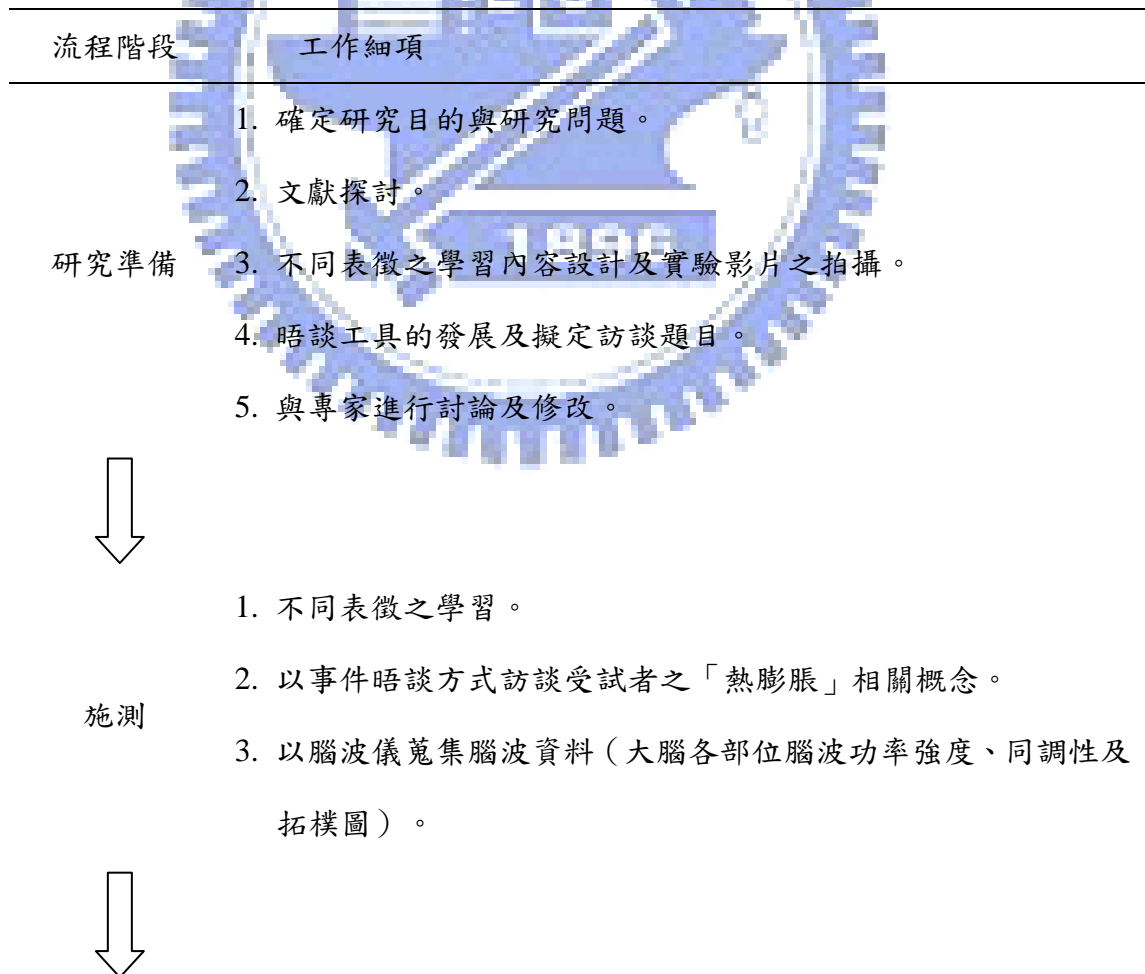 流程階段 工作細項
1. 確定研究目的與研究問題。
2. 文獻探討。
研究準備 3. 不同表徵之學習內容設計及實驗影片之拍攝。
4. 晤談工具的發展及擬定訪談題目。
5. 與專家進行討論及修改。
1896
1. 不同表徵之學習。
2. 以事件晤談方式訪談受試者之「熱膨脹」相關概念。
施測
3. 以腦波儀蒐集腦波資料（大腦各部位腦波功率強度、同調性及
拓樸圖）。